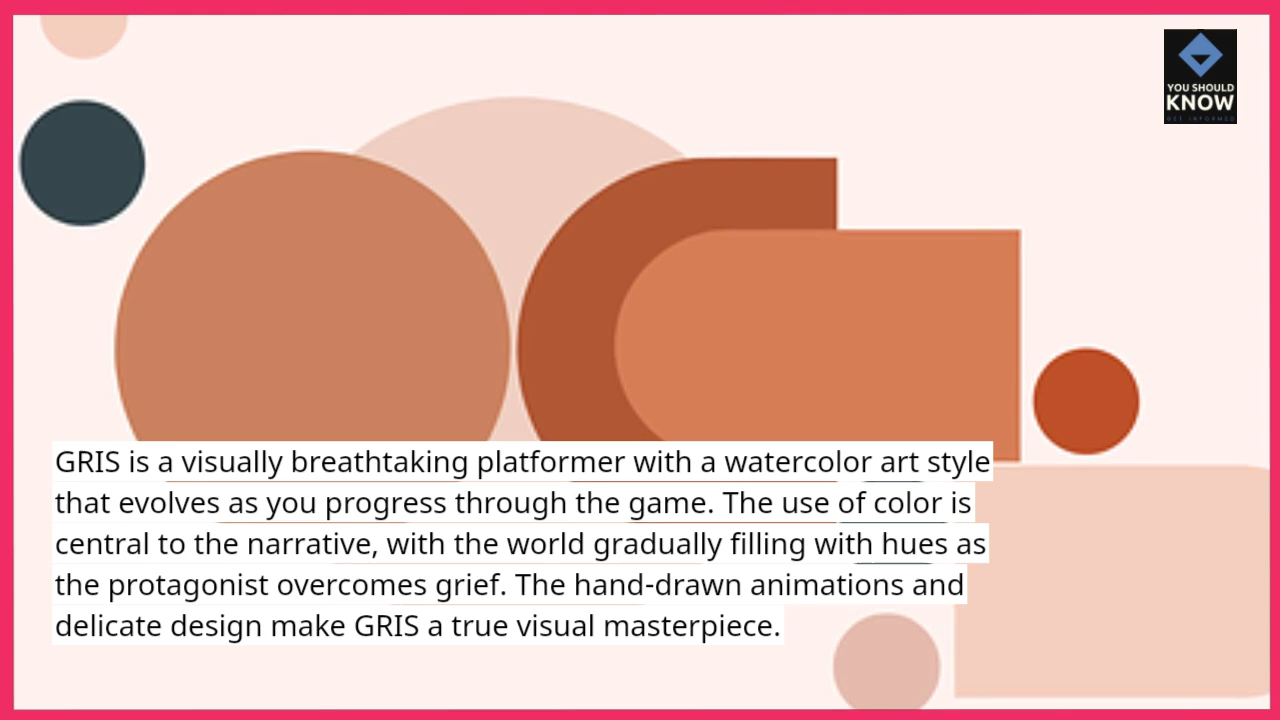 YOU SHOULD
KNOW
GET INFORMED
GRIS is a visually breathtaking platformer with a watercolor art style
that evolves as you progress through the game. The use of color is
central to the narrative, with the world gradually filling with hues as
the protagonist overcomes grief. The hand-drawn animations and
delicate design make GRIS a true visual masterpiece.